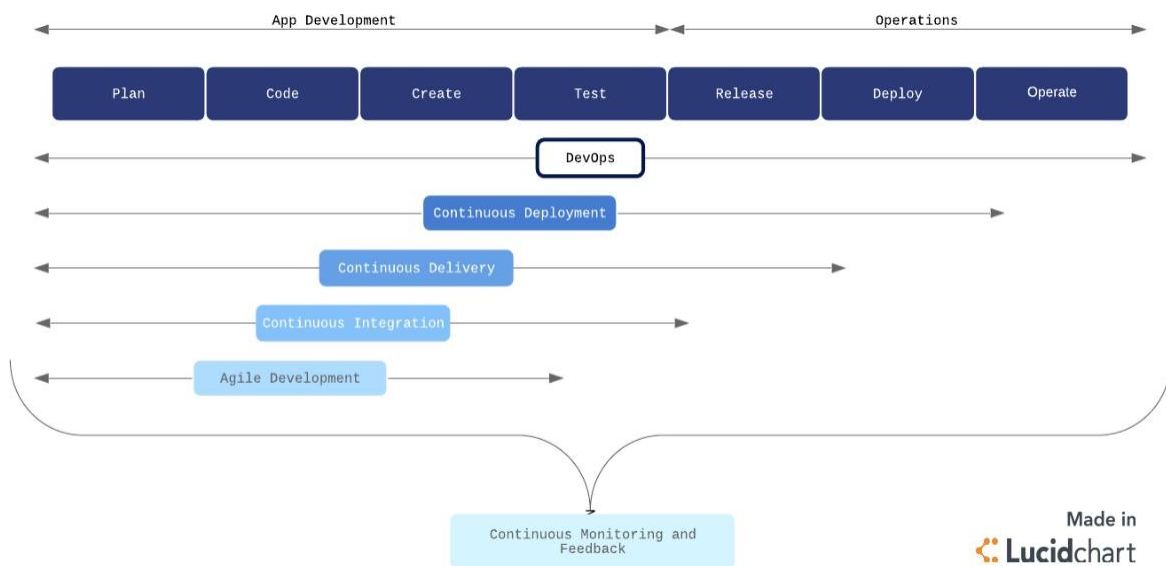 App Development
Operations
Plan
Code
Create
Test
Release
Deploy
Operate
DevOps
Continuous Deployment
Continuous Delivery
Continuous Integration
Agile Development
Continuous Monitoring and
Feedback
Made in
Lucidchart